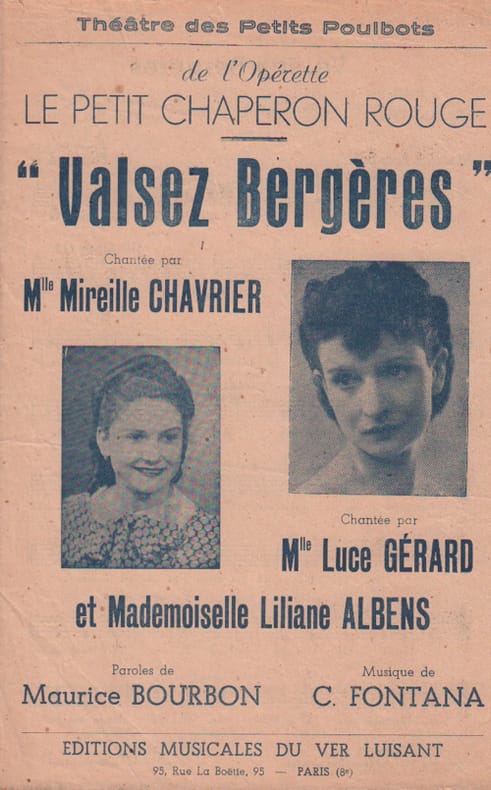 Théâtre des Petits Poulbots
de l'Opérette
LE PETIT CHAPERON ROUGE
“ Valsez Bergères ”
Chantée par
Mlle Mireille CHAVRIER
Chantée par
Mlle Luce GÉRARD
et Mademoiselle Liliane ALBENS
Paroles de
Maurice BOURBON
Musique de
C. FONTANA
EDITIONS MUSICALES DU VER LUISANT
95, Rue La Boëtie, 95 — PARIS (8e)